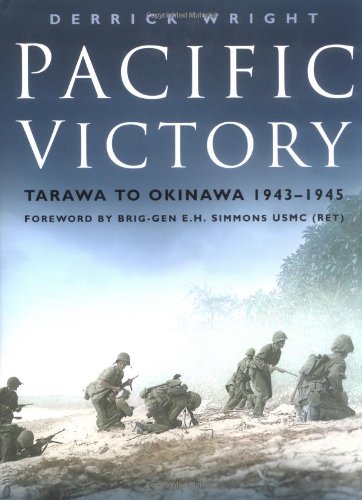 DERRICK WRIGHT
PACIFIC
VICTORY
TARAWA TO OKINAWA 1943–1945
FOREWORD BY BRIG-GEN E.H. SIMMONS USMC (RET)